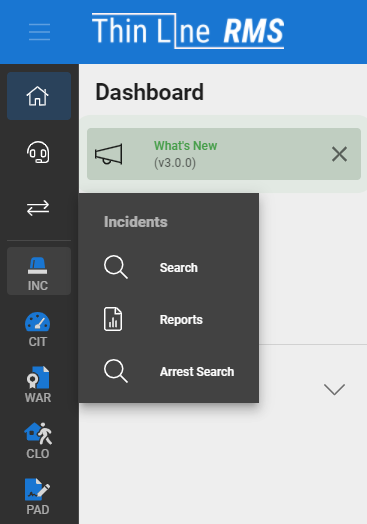 Thin Line RMS
Dashboard
What's New
(v3.0.0)
Incidents
Search
Reports
Arrest Search
INC
CIT
WAR
CLO
PAD